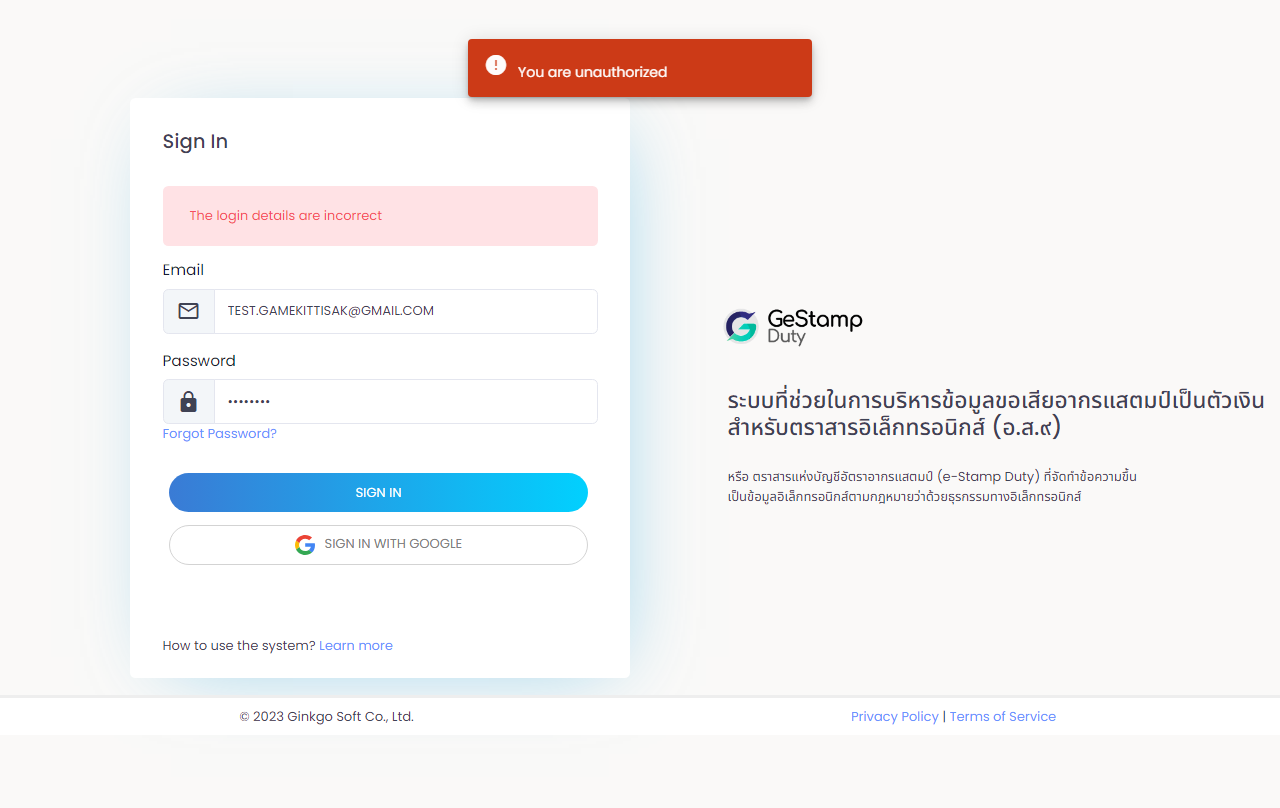 You are unauthorized
Sign In
The login details are incorrect
Email
TEST.GAMEKITTISAK@GMAIL.COM
Password
••••••••
Forgot Password?
SIGN IN
SIGN IN WITH GOOGLE
How to use the system? Learn more
GeStamp
Duty
ระบบที่ช่วยในการบริหารข้อมูลขอเสียอากรแสตมป์เป็นตัวเงิน
สำหรับตราสารอิเล็กทรอนิกส์ (อ.ส.๙)
หรือ ตราสารแห่งบัญชีอัตราอากรแสตมป์ (e-Stamp Duty) ที่จัดทำข้อความขึ้น
เป็นข้อมูลอิเล็กทรอนิกส์ตามกฎหมายว่าด้วยธุรกรรมทางอิเล็กทรอนิกส์
© 2023 Ginkgo Soft Co., Ltd.
Privacy Policy | Terms of Service